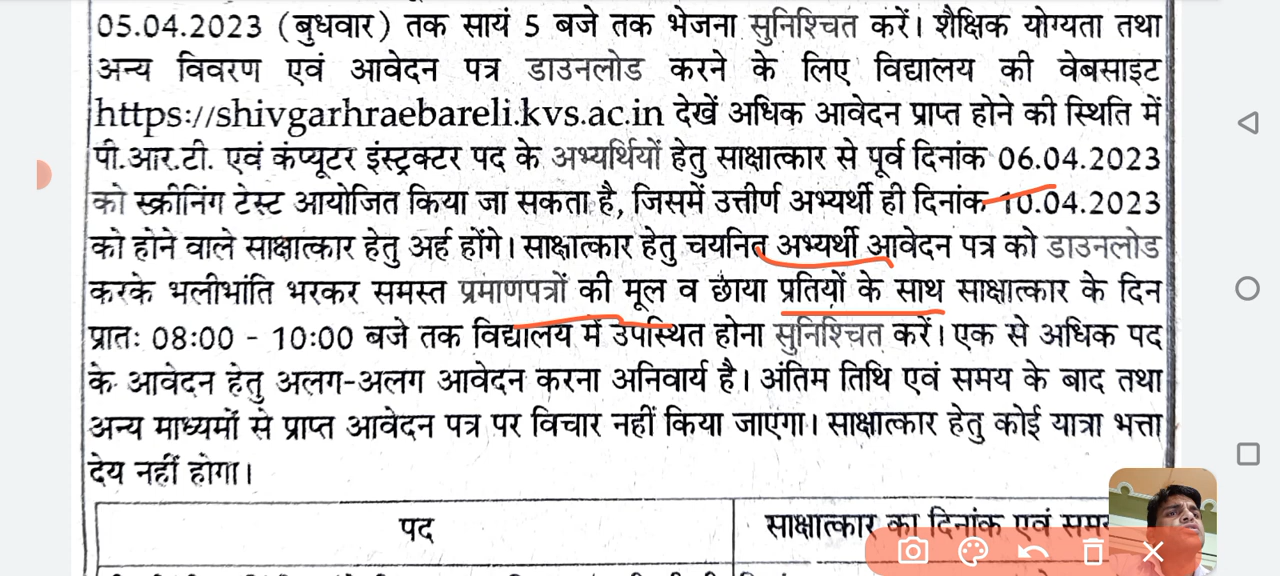 05.04.2023 (बुधवार) तक सायं 5 बजे तक भेजना सुनिश्चित करें। शैक्षिक योग्यता तथा
अन्य विवरण एवं आवेदन पत्र डाउनलोड करने के लिए विद्यालय की वेबसाइट
https://shivgarhraebareli.kvs.ac.in देखें अधिक आवेदन प्राप्त होने की स्थिति में
पी.आर.टी. एवं कंप्यूटर इंस्ट्रक्टर पद के अभ्यर्थियों हेतु साक्षात्कार से पूर्व दिनांक 06.04.2023
को स्क्रीनिंग टेस्ट आयोजित किया जा सकता है, जिसमें उत्तीर्ण अभ्यर्थी ही दिनांक 10.04.2023
को होने वाले साक्षात्कार हेतु अर्ह होंगे। साक्षात्कार हेतु चयनित अभ्यर्थी आवेदन पत्र को डाउनलोड
करके भलीभांति भरकर समस्त प्रमाणपत्रों की मूल व छाया प्रतियों के साथ साक्षात्कार के दिन
प्रातः 08:00 - 10:00 बजे तक विद्यालय में उपस्थित होना सुनिश्चित करें। एक से अधिक पद
के आवेदन हेतु अलग-अलग आवेदन करना अनिवार्य है। अंतिम तिथि एवं समय के बाद तथा
अन्य माध्यमों से प्राप्त आवेदन पत्र पर विचार नहीं किया जाएगा। साक्षात्कार हेतु कोई यात्रा भत्ता
देय नहीं होगा।
पद साक्षात्कार का दिनांक एवं